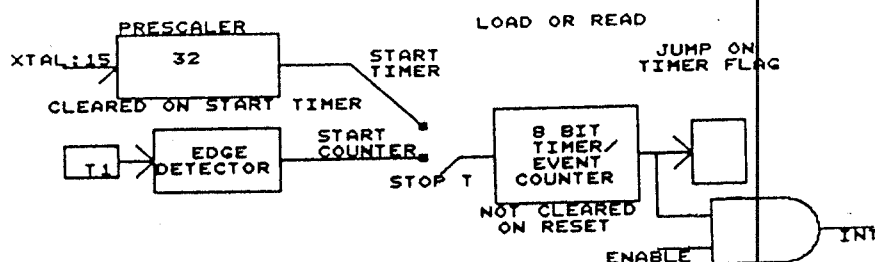 LOAD OR READ
PRESCALER
XTAL:15
32
START
TIMER
JUMP ON
TIMER FLAG
CLEARED ON START TIMER
T1
EDGE
DETECTOR
START
COUNTER
STOP T
8 BIT
TIMER/
EVENT
COUNTER
NOT CLEARED
ON RESET
ENABLE
INT